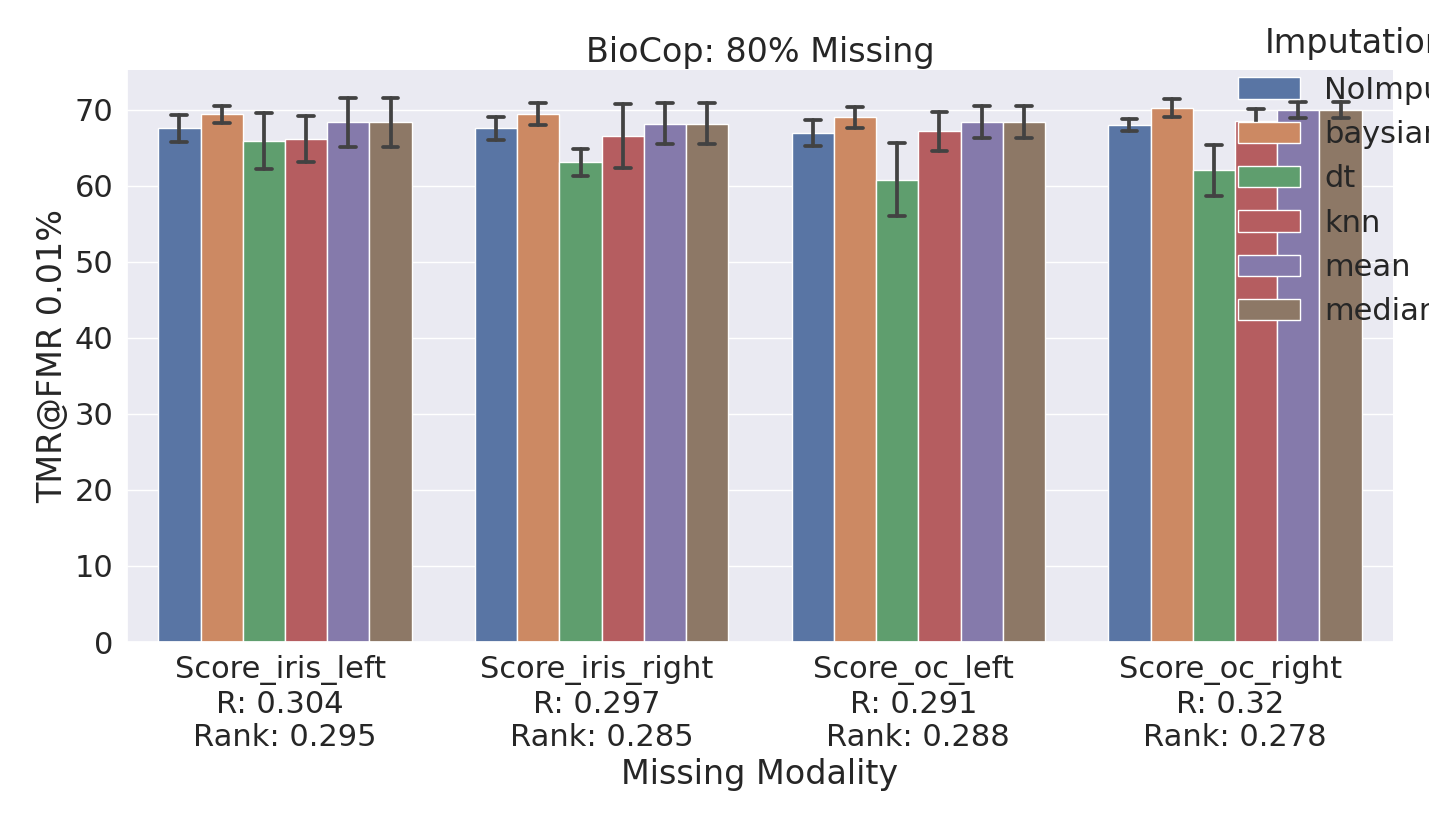 BioCop: 80% Missing
Imputation
NoImpu
baysian
dt
knn
mean
median
TMR@FMR 0.01%
70
60
50
40
30
20
10
0
Score_iris_left
R: 0.304
Rank: 0.295
Score_iris_right
R: 0.297
Rank: 0.285
Score_oc_left
R: 0.291
Rank: 0.288
Score_oc_right
R: 0.32
Rank: 0.278
Missing Modality